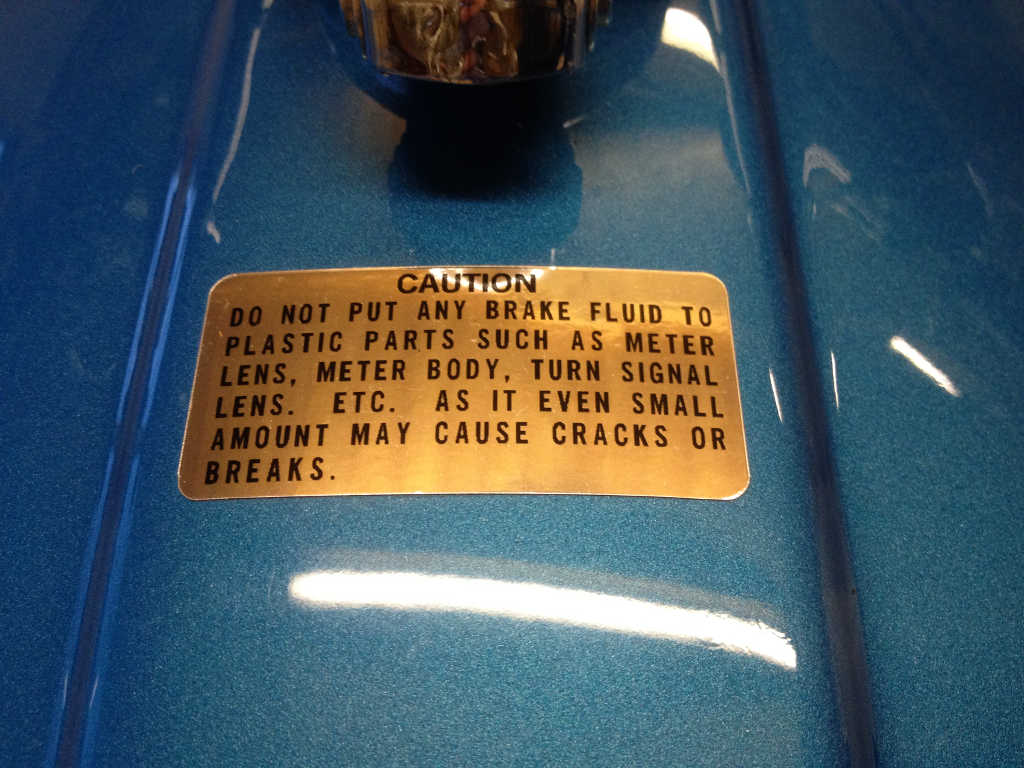 CAUTION
DO NOT PUT ANY BRAKE FLUID TO
PLASTIC PARTS SUCH AS METER
LENS, METER BODY, TURN SIGNAL
LENS. ETC. AS IT EVEN SMALL
AMOUNT MAY CAUSE CRACKS OR
BREAKS.